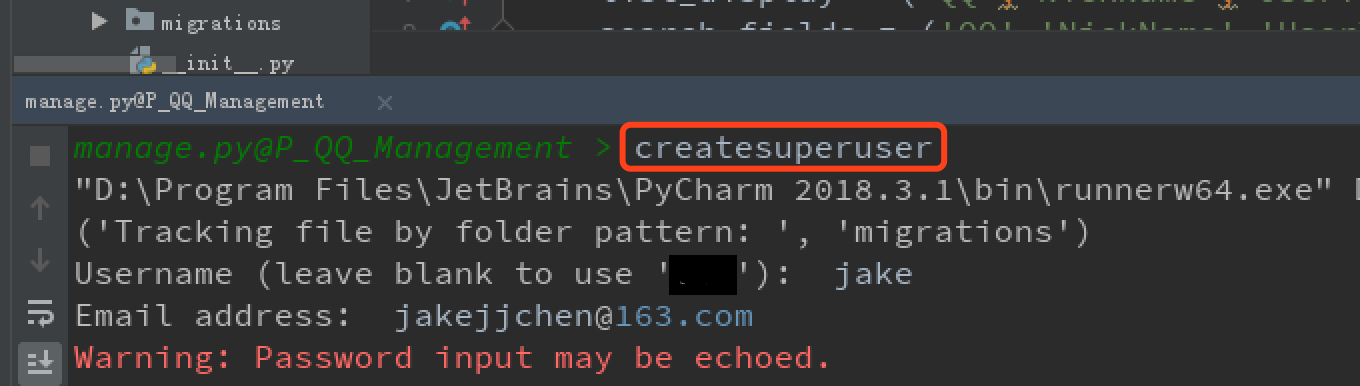 migrations
__init__.py
manage.py@P_QQ_Management
manage.py@P_QQ_Management > createsuperuser
"D:\Program Files\JetBrains\PyCharm 2018.3.1\bin\runnerw64.exe"
('Tracking file by folder pattern: ', 'migrations')
Username (leave blank to use ' '): jake
Email address: jakejjchen@163.com
Warning: Password input may be echoed.